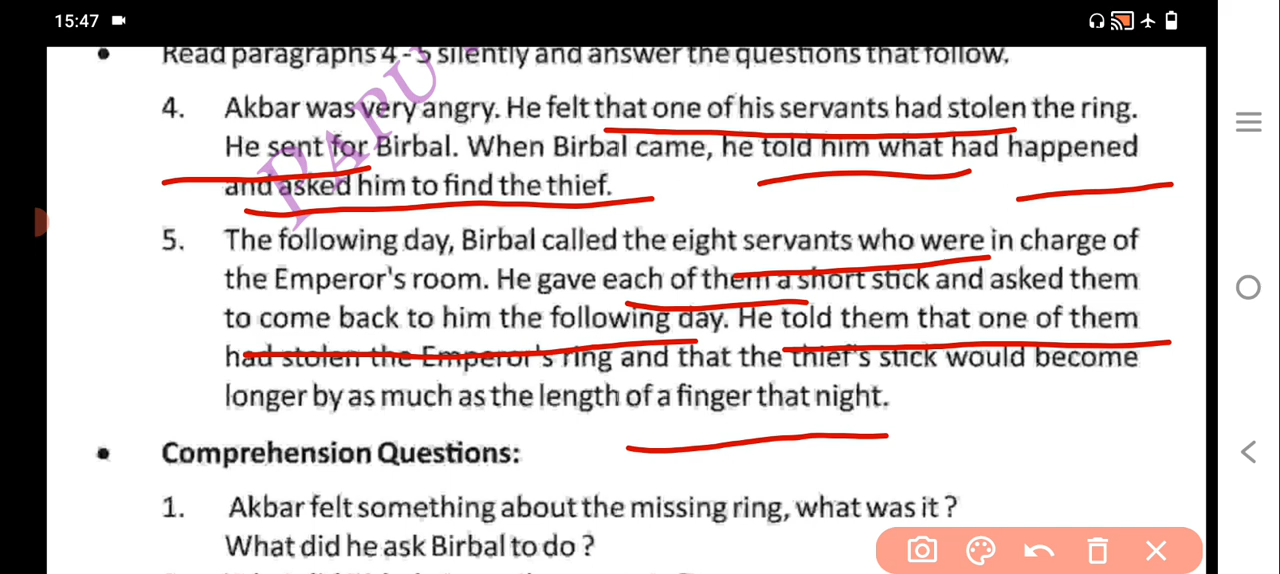 15:47
• Read paragraphs 4 - 5 silently and answer the questions that follow.
4. Akbar was very angry. He felt that one of his servants had stolen the ring.
He sent for Birbal. When Birbal came, he told him what had happened
and asked him to find the thief.
5. The following day, Birbal called the eight servants who were in charge of
the Emperor's room. He gave each of them a short stick and asked them
to come back to him the following day. He told them that one of them
had stolen the Emperor's ring and that the thief's stick would become
longer by as much as the length of a finger that night.
• Comprehension Questions:
1. Akbar felt something about the missing ring, what was it ?
What did he ask Birbal to do ?
PAPU